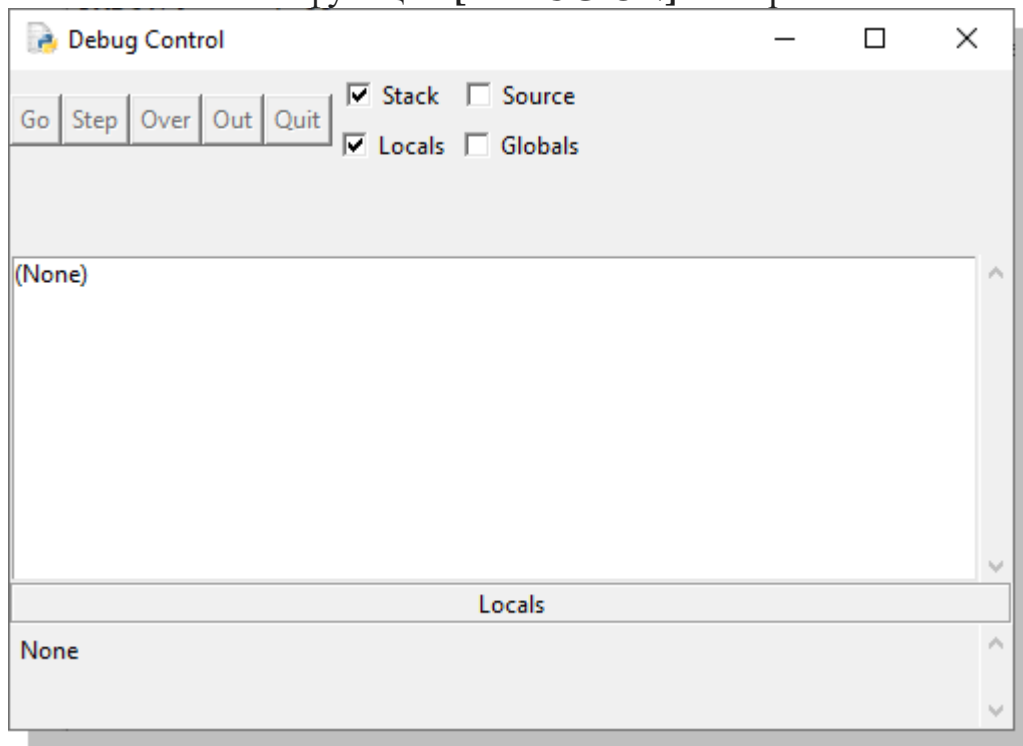 Debug Control
Go Step Over Out Quit
Stack Source
Locals Globals
(None)
Locals
None